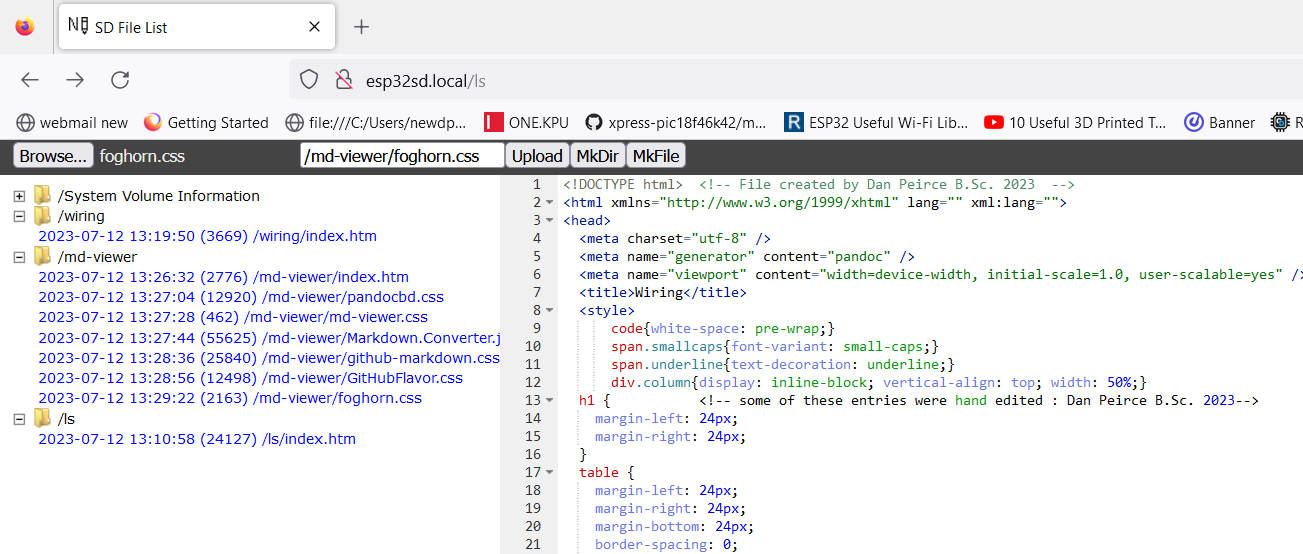 SD File List
esp32sd.local/ls
webmail new Getting Started file:///C:/Users/newdp... ONE.KPU xpress-pic18f46k42/m... ESP32 Useful Wi-Fi Lib... 10 Useful 3D Printed T... Banner R
Browse... foghorn.css /md-viewer/foghorn.css Upload MkDir MkFile
/System Volume Information
/wiring
2023-07-12 13:19:50 (3669) /wiring/index.htm
/md-viewer
2023-07-12 13:26:32 (2776) /md-viewer/index.htm
2023-07-12 13:27:04 (12920) /md-viewer/pandocbd.css
2023-07-12 13:27:28 (462) /md-viewer/md-viewer.css
2023-07-12 13:27:44 (55625) /md-viewer/Markdown.Converter.j
2023-07-12 13:28:36 (25840) /md-viewer/github-markdown.css
2023-07-12 13:28:56 (12498) /md-viewer/GitHubFlavor.css
2023-07-12 13:29:22 (2163) /md-viewer/foghorn.css
/ls
2023-07-12 13:10:58 (24127) /ls/index.htm
1 <!DOCTYPE html> <!-- File created by Dan Peirce B.Sc. 2023 -->
2 <html xmlns="http://www.w3.org/1999/xhtml" lang="" xml:lang="">
3 <head>
4 <meta charset="utf-8" />
5 <meta name="generator" content="pandoc" />
6 <meta name="viewport" content="width=device-width, initial-scale=1.0, user-scalable=yes" />
7 <title>Wiring</title>
8 <style>
9 code{white-space: pre-wrap;}
10 span.smallcaps{font-variant: small-caps;}
11 span.underline{text-decoration: underline;}
12 div.column{display: inline-block; vertical-align: top; width: 50%;}
13 h1 { <!-- some of these entries were hand edited : Dan Peirce B.Sc. 2023-->
14 margin-left: 24px;
15 margin-right: 24px;
16 }
17 table {
18 margin-left: 24px;
19 margin-right: 24px;
20 margin-bottom: 24px;
21 border-spacing: 0;